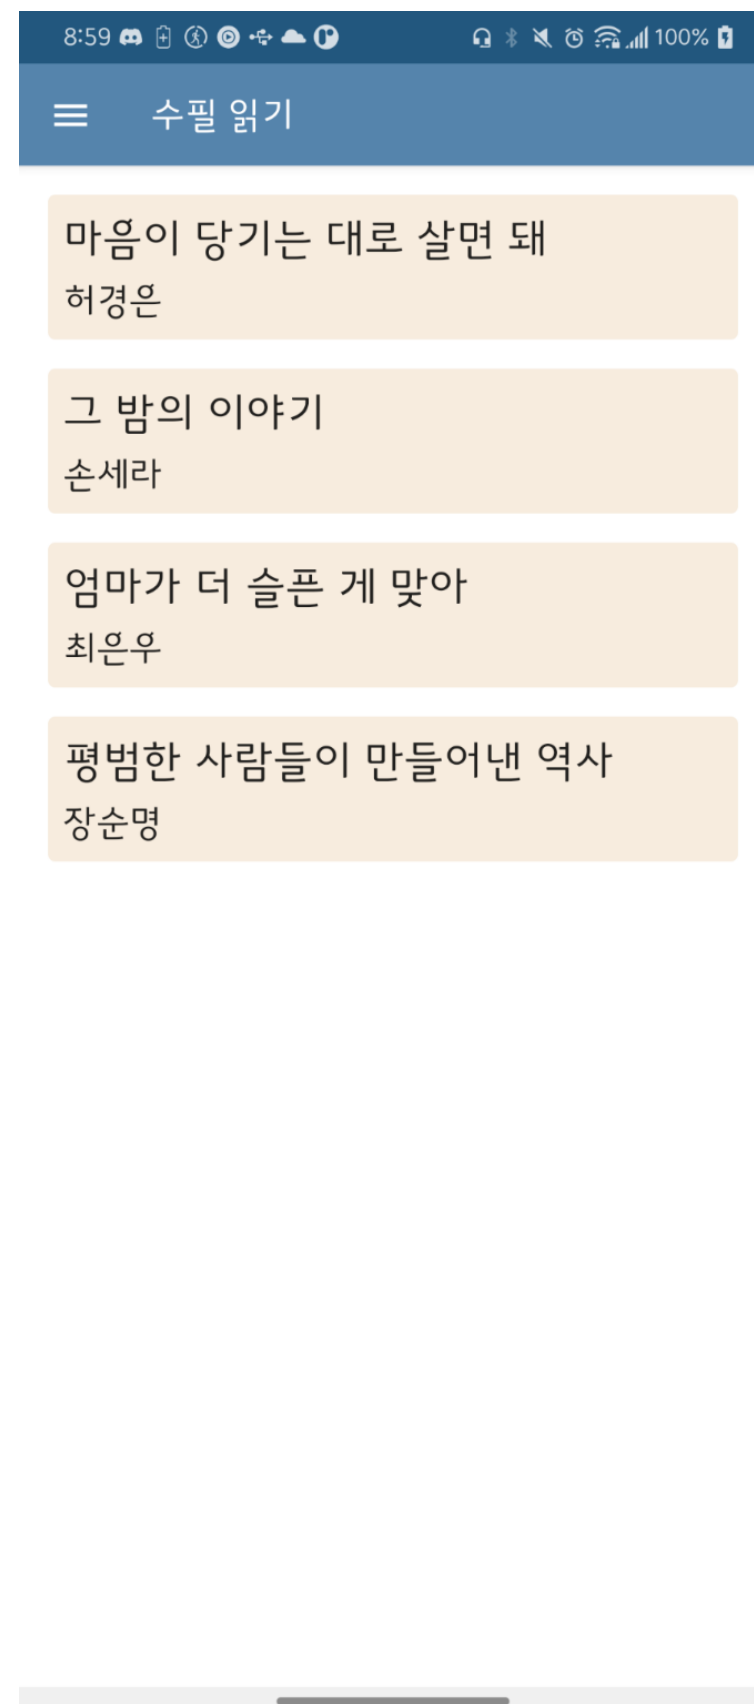 8:59 100%
수필 읽기
마음이 당기는 대로 살면 돼
허경은
그 밤의 이야기
손세라
엄마가 더 슬픈 게 맞아
최은우
평범한 사람들이 만들어낸 역사
장순명